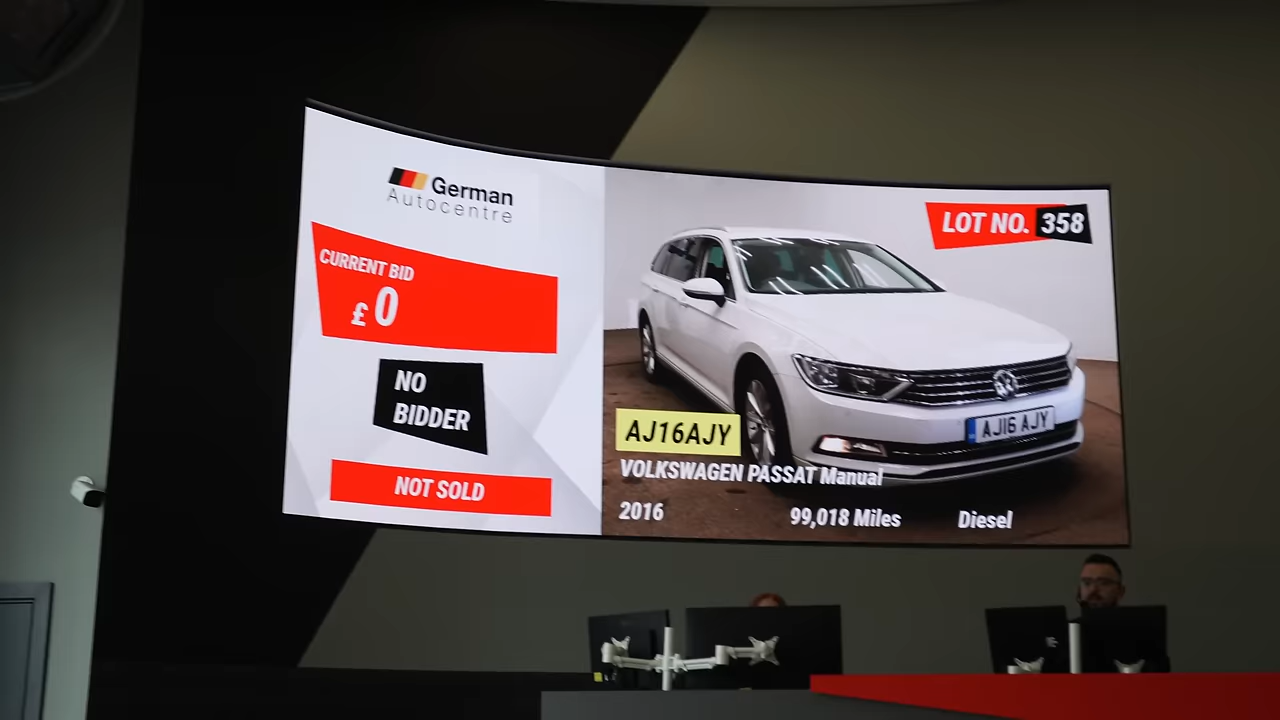 German
Autocentre
CURRENT BID
£ 0
NO
BIDDER
NOT SOLD
LOT NO. 358
AJ16 AJY
AJ16AJY
VOLKSWAGEN PASSAT Manual
2016 99,018 Miles Diesel